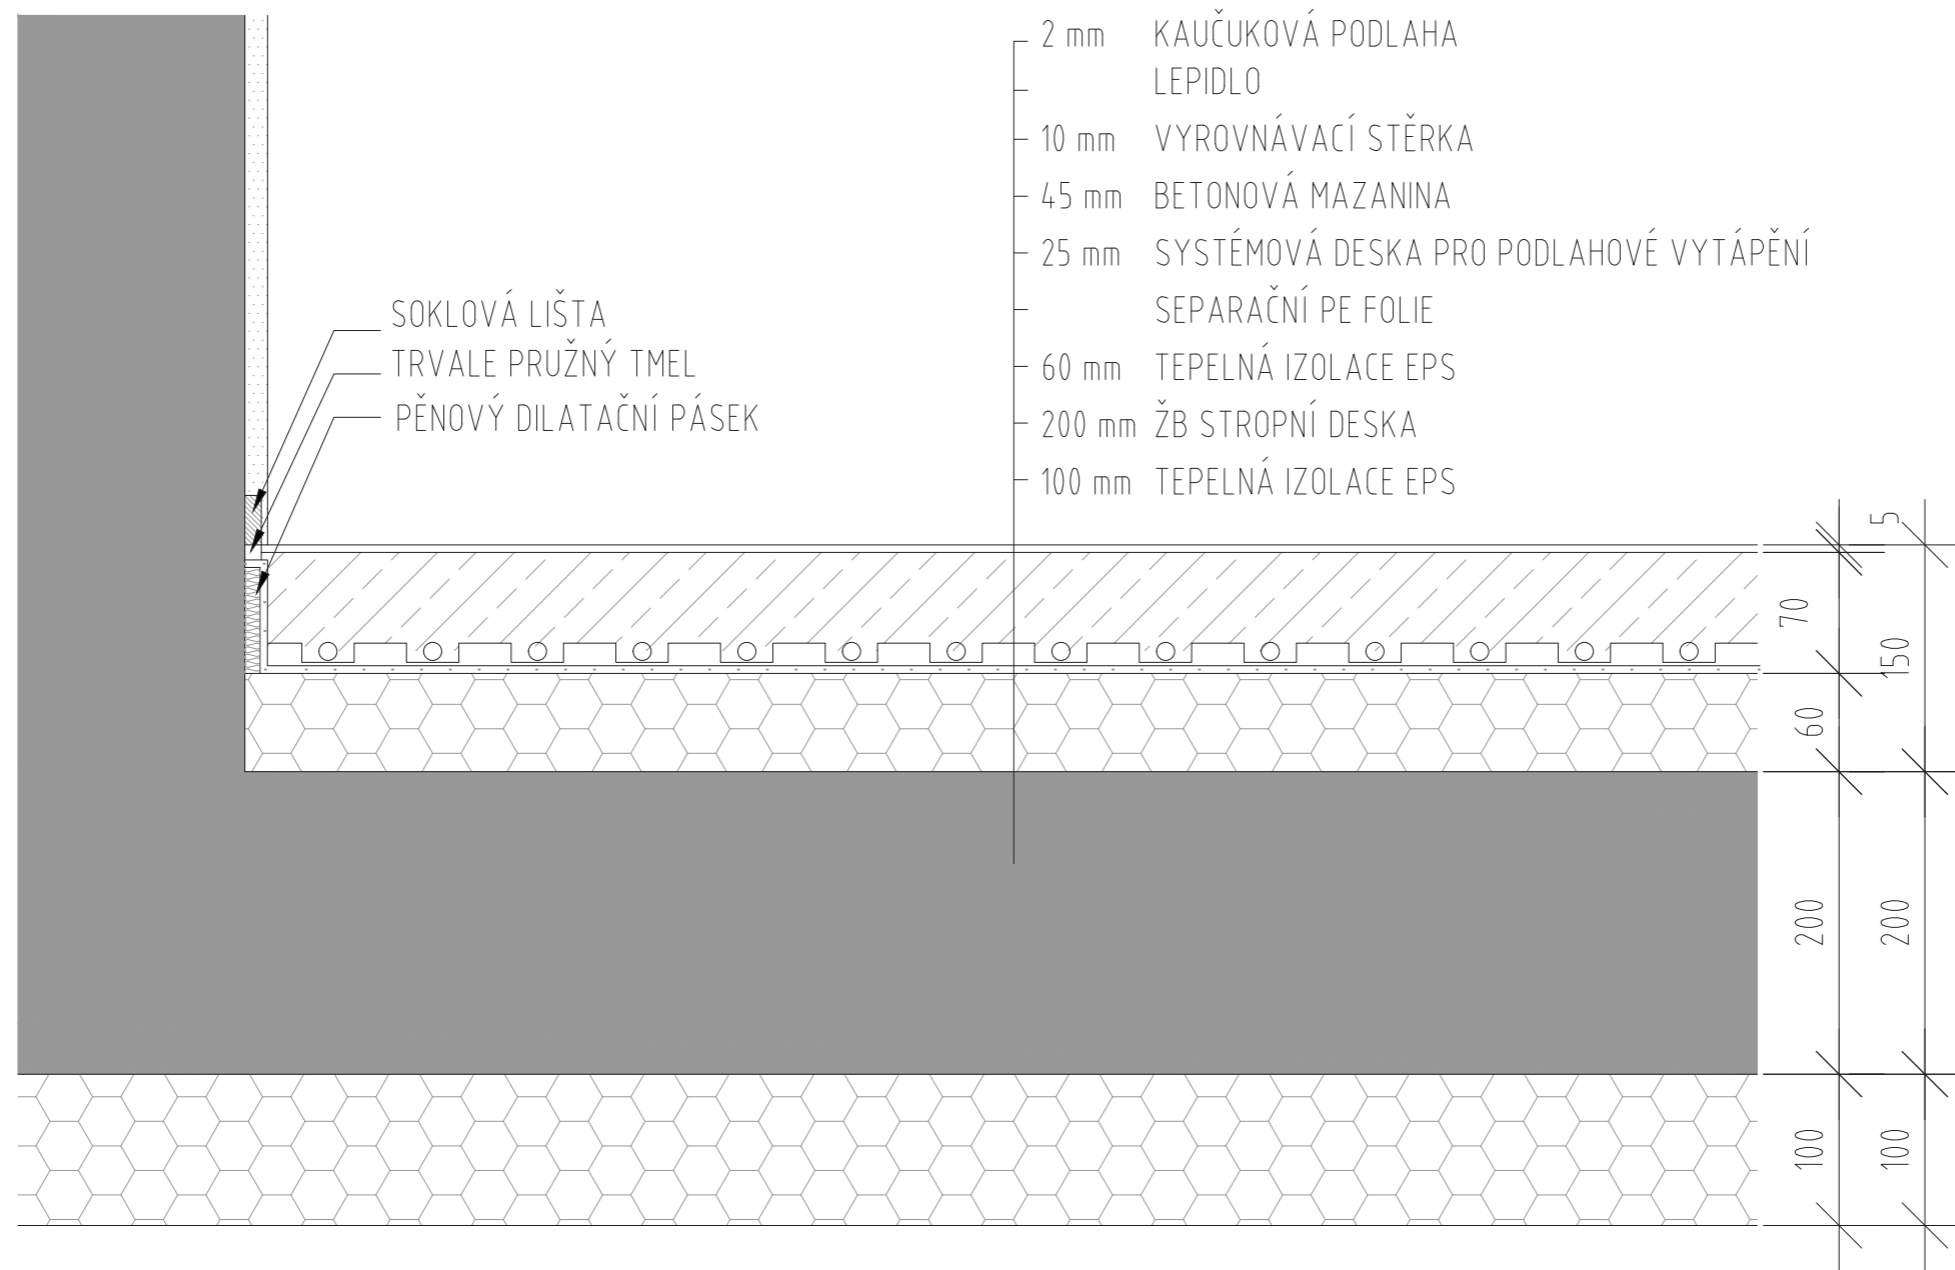 2 mm KAUČUKOVÁ PODLAHA
LEPIDLO
10 mm VYROVNÁVACÍ STĚRKA
45 mm BETONOVÁ MAZANINA
25 mm SYSTÉMOVÁ DESKA PRO PODLAHOVÉ VYTÁPĚNÍ
SEPARAČNÍ PE FOLIE
60 mm TEPELNÁ IZOLACE EPS
200 mm ŽB STROPNÍ DESKA
100 mm TEPELNÁ IZOLACE EPS
SOKLOVÁ LIŠTA
TRVALE PRUŽNÝ TMEL
PĚNOVÝ DILATAČNÍ PÁSEK
5
70
150
60
200
200
100
100